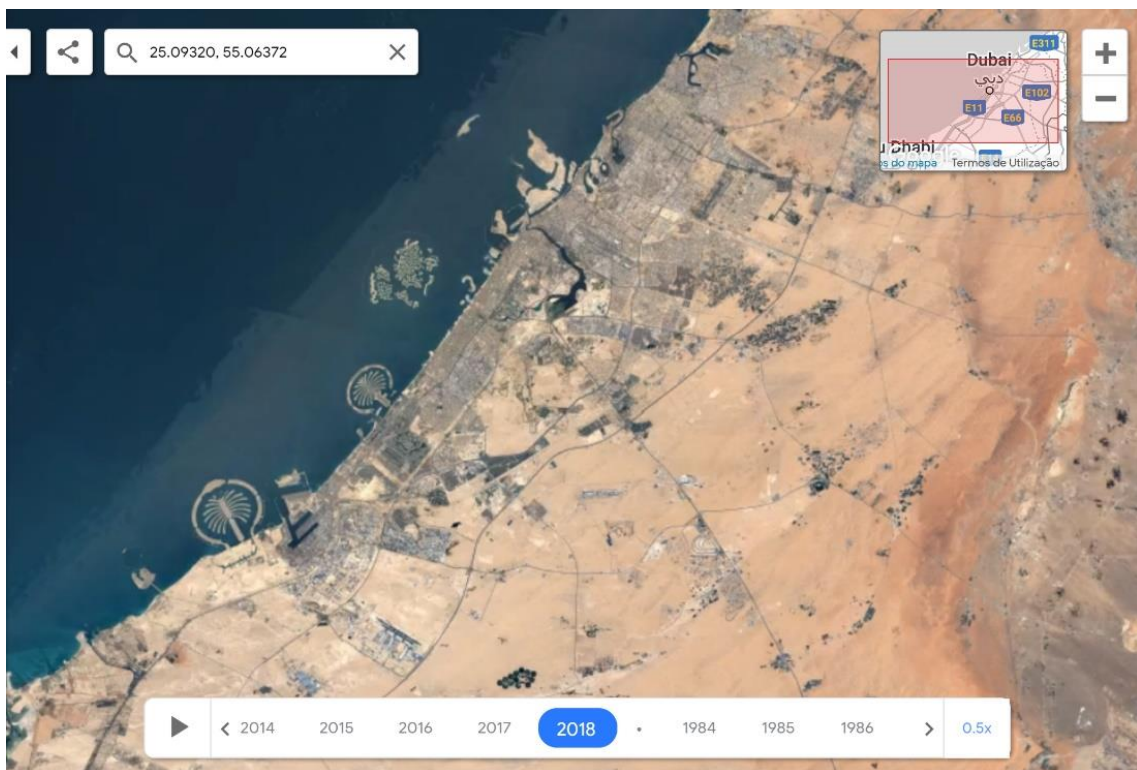 25.09320, 55.06372
E311
Dubai
دبي
E102
E11
E66
u Dhabi
s do mapa Termos de Utilização
2014 2015 2016 2017 2018 1984 1985 1986 0.5x